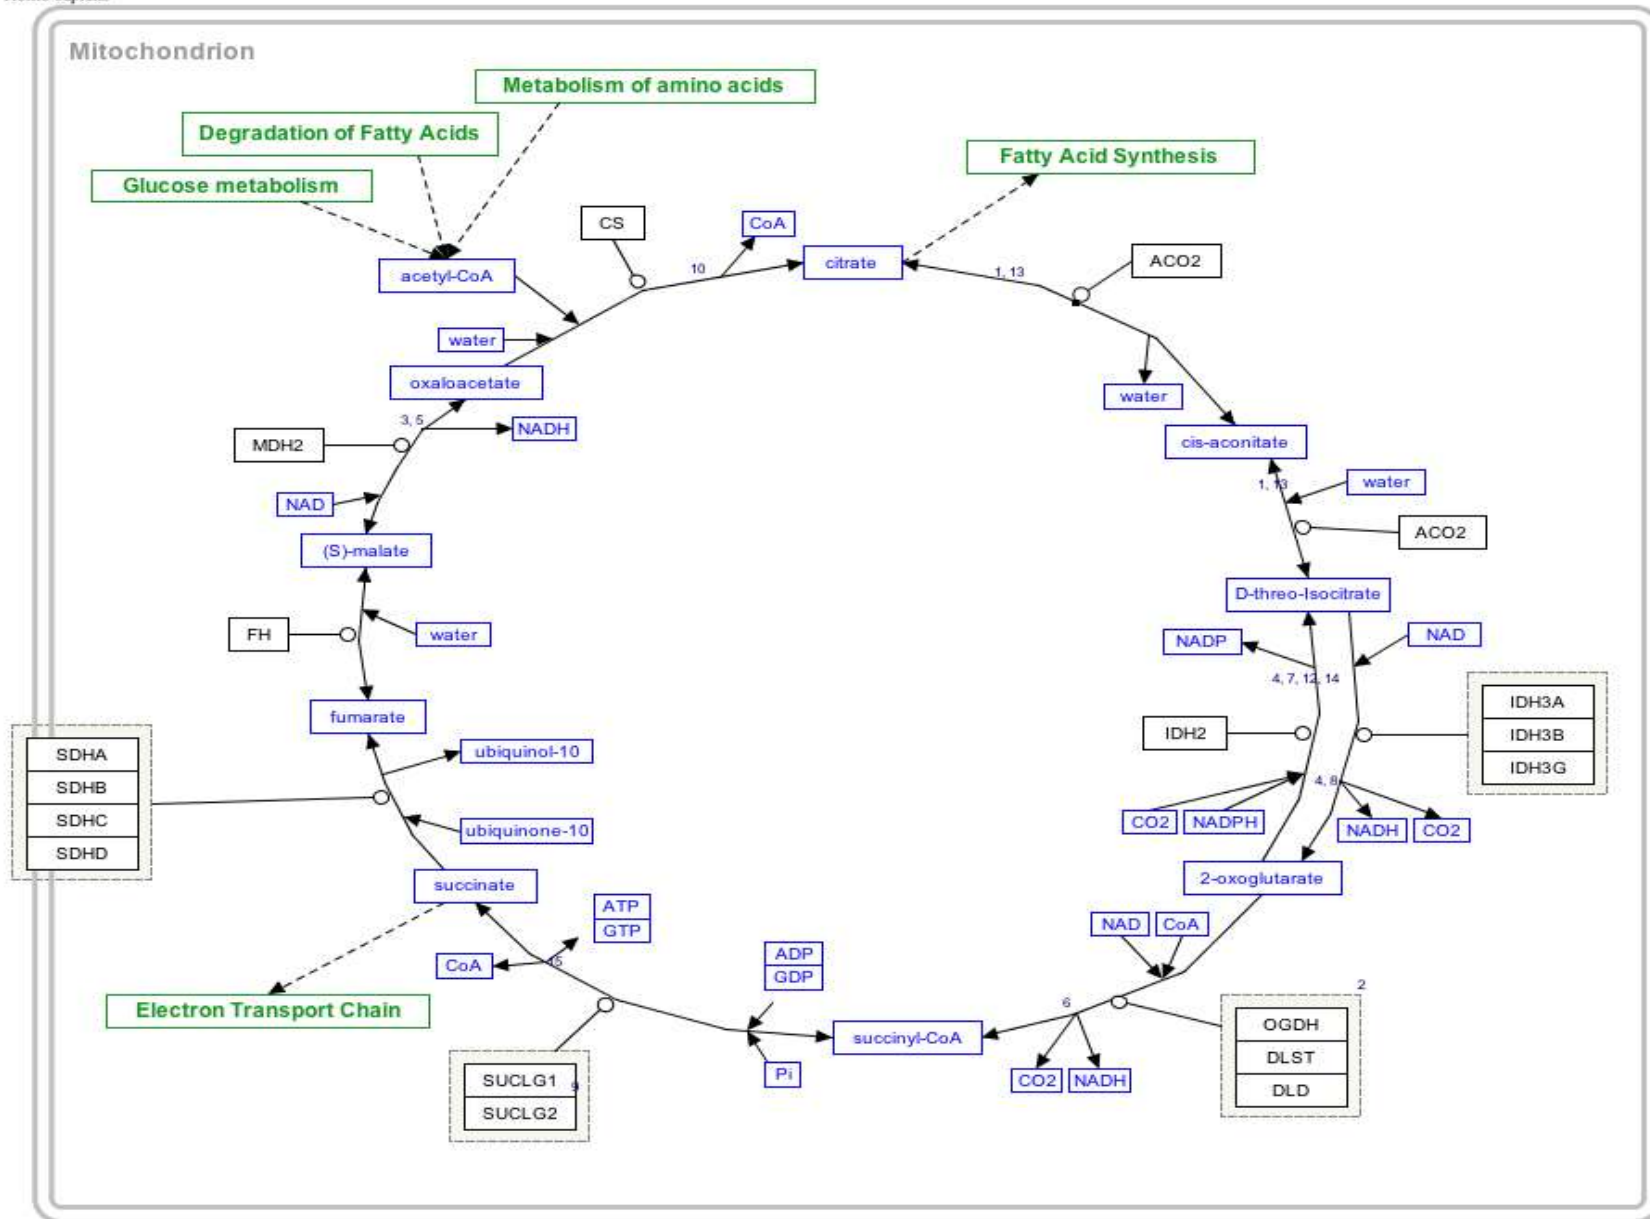 Mitochondrion
Metabolism of amino acids
Degradation of Fatty Acids
Fatty Acid Synthesis
Glucose metabolism
CS
CoA
citrate
ACO2
acetyl-CoA
10
1, 13
water
oxaloacetate
water
3, 5
NADH
cis-aconitate
MDH2
NAD
1, 13
water
ACO2
(S)-malate
D-threo-Isocitrate
FH
water
NADP
NAD
4, 7, 12, 14
IDH3A
IDH3B
IDH3G
fumarate
IDH2
SDHA
SDHB
SDHC
SDHD
ubiquinol-10
4, 8
ubiquinone-10
CO2
NADPH
NADH
CO2
succinate
2-oxoglutarate
ATP
GTP
NAD
CoA
CoA
15
ADP
GDP
2
Electron Transport Chain
6
OGDH
DLST
DLD
succinyl-CoA
SUCLG1
SUCLG2
9
Pi
CO2
NADH